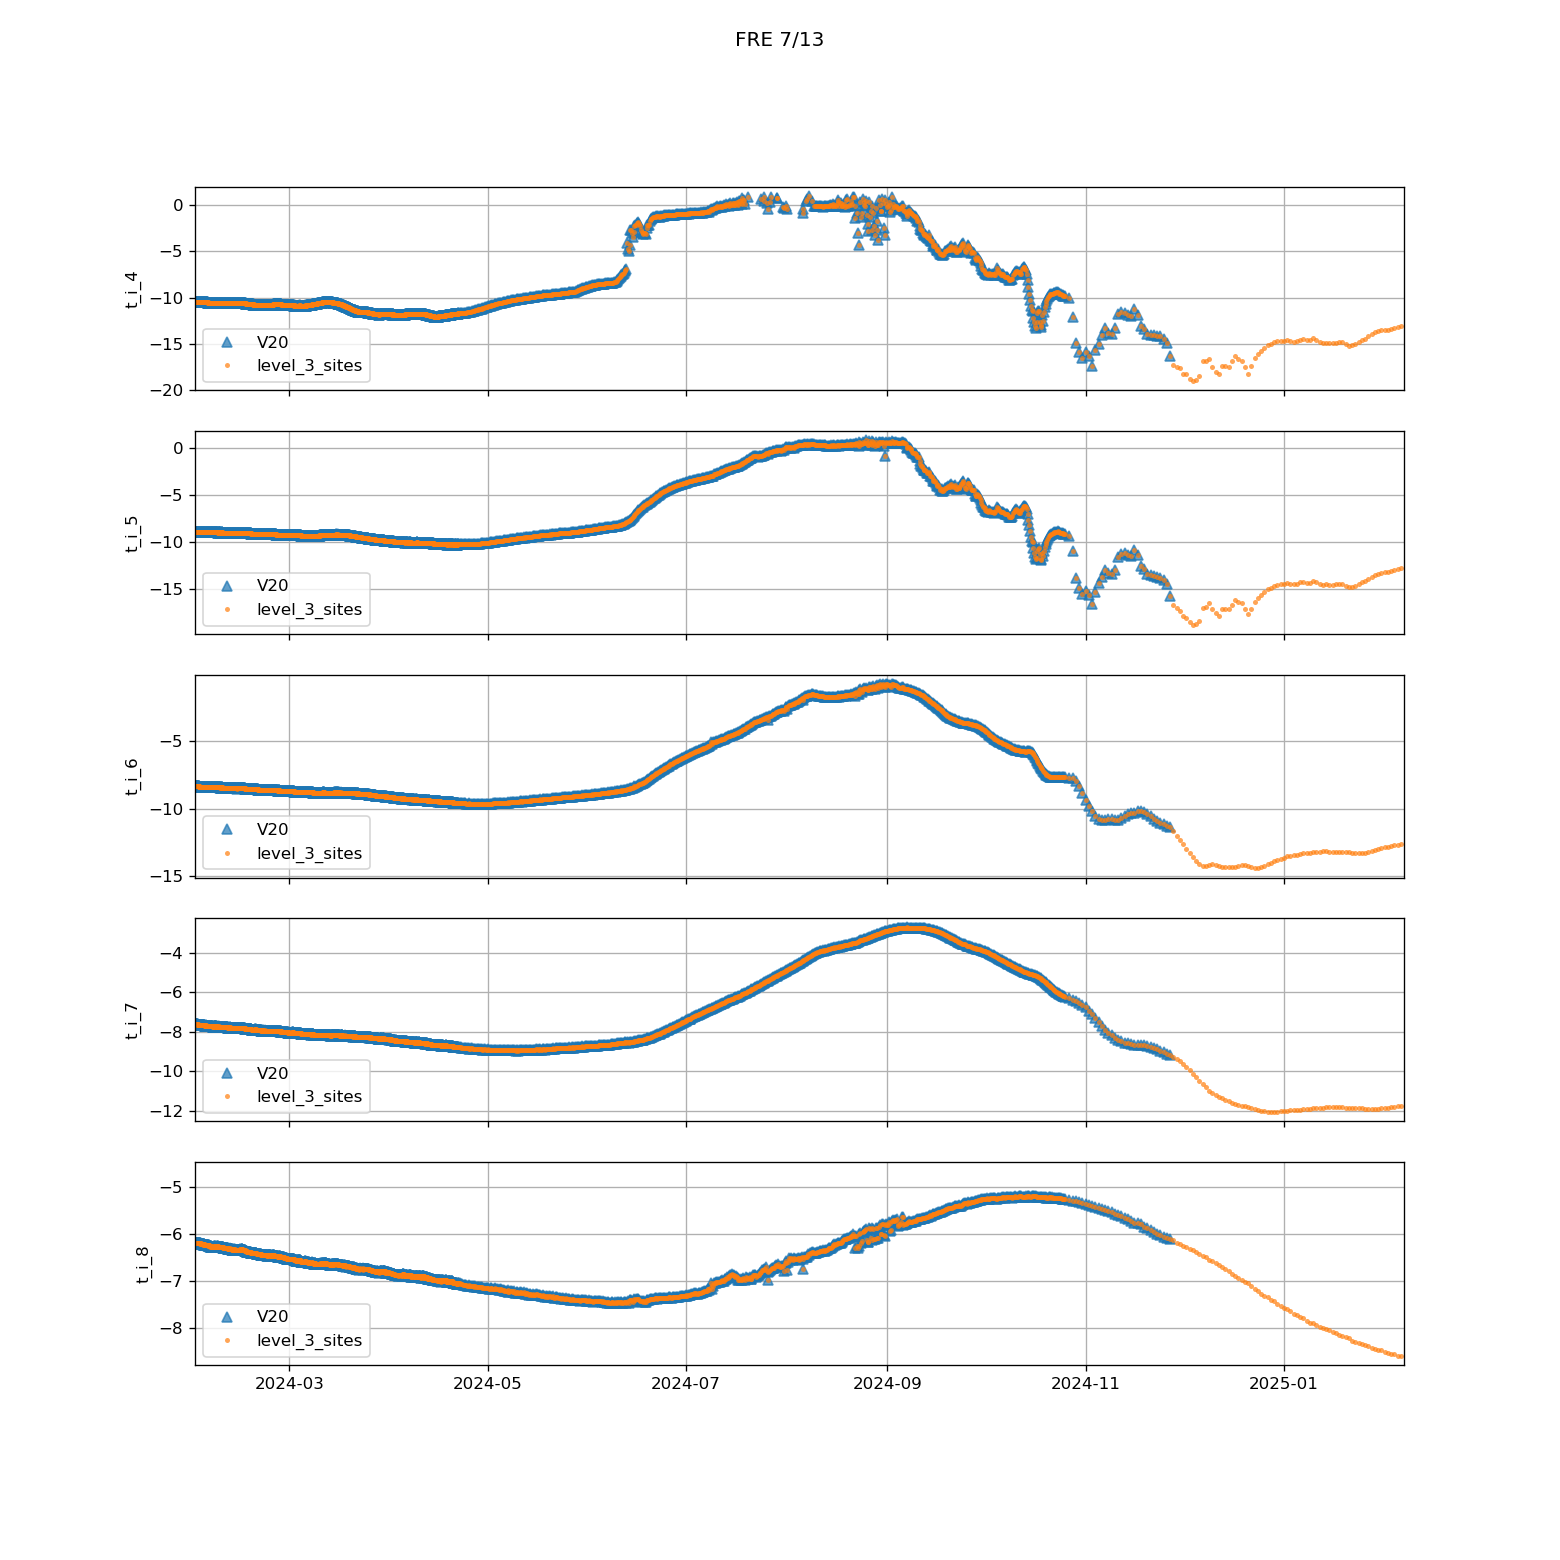 FRE 7/13
0
−5
−10
−15
−20
t_i_4
V20
level_3_sites
0
−5
−10
−15
t_i_5
V20
level_3_sites
−5
−10
−15
t_i_6
V20
level_3_sites
−4
−6
−8
−10
−12
t_i_7
V20
level_3_sites
−5
−6
−7
−8
t_i_8
V20
level_3_sites
2024-03 2024-05 2024-07 2024-09 2024-11 2025-01